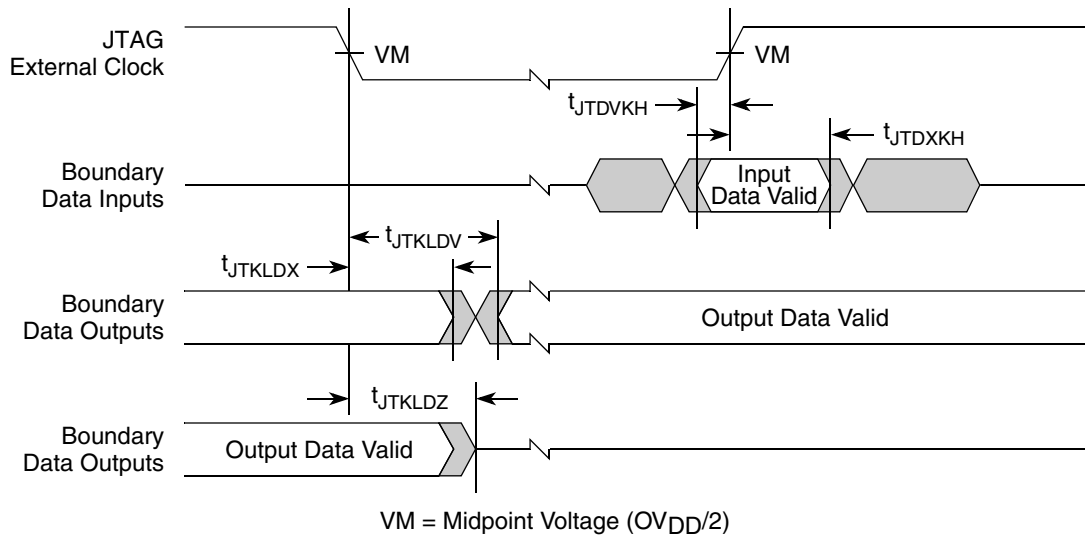 JTAG
External Clock
VM
VM
tJTDVKH
tJTDXKH
Boundary
Data Inputs
Input
Data Valid
tJTKLDV
tJTKLDX
Boundary
Data Outputs
Output Data Valid
tJTKLDZ
Boundary
Data Outputs
Output Data Valid
VM = Midpoint Voltage (OVDD/2)